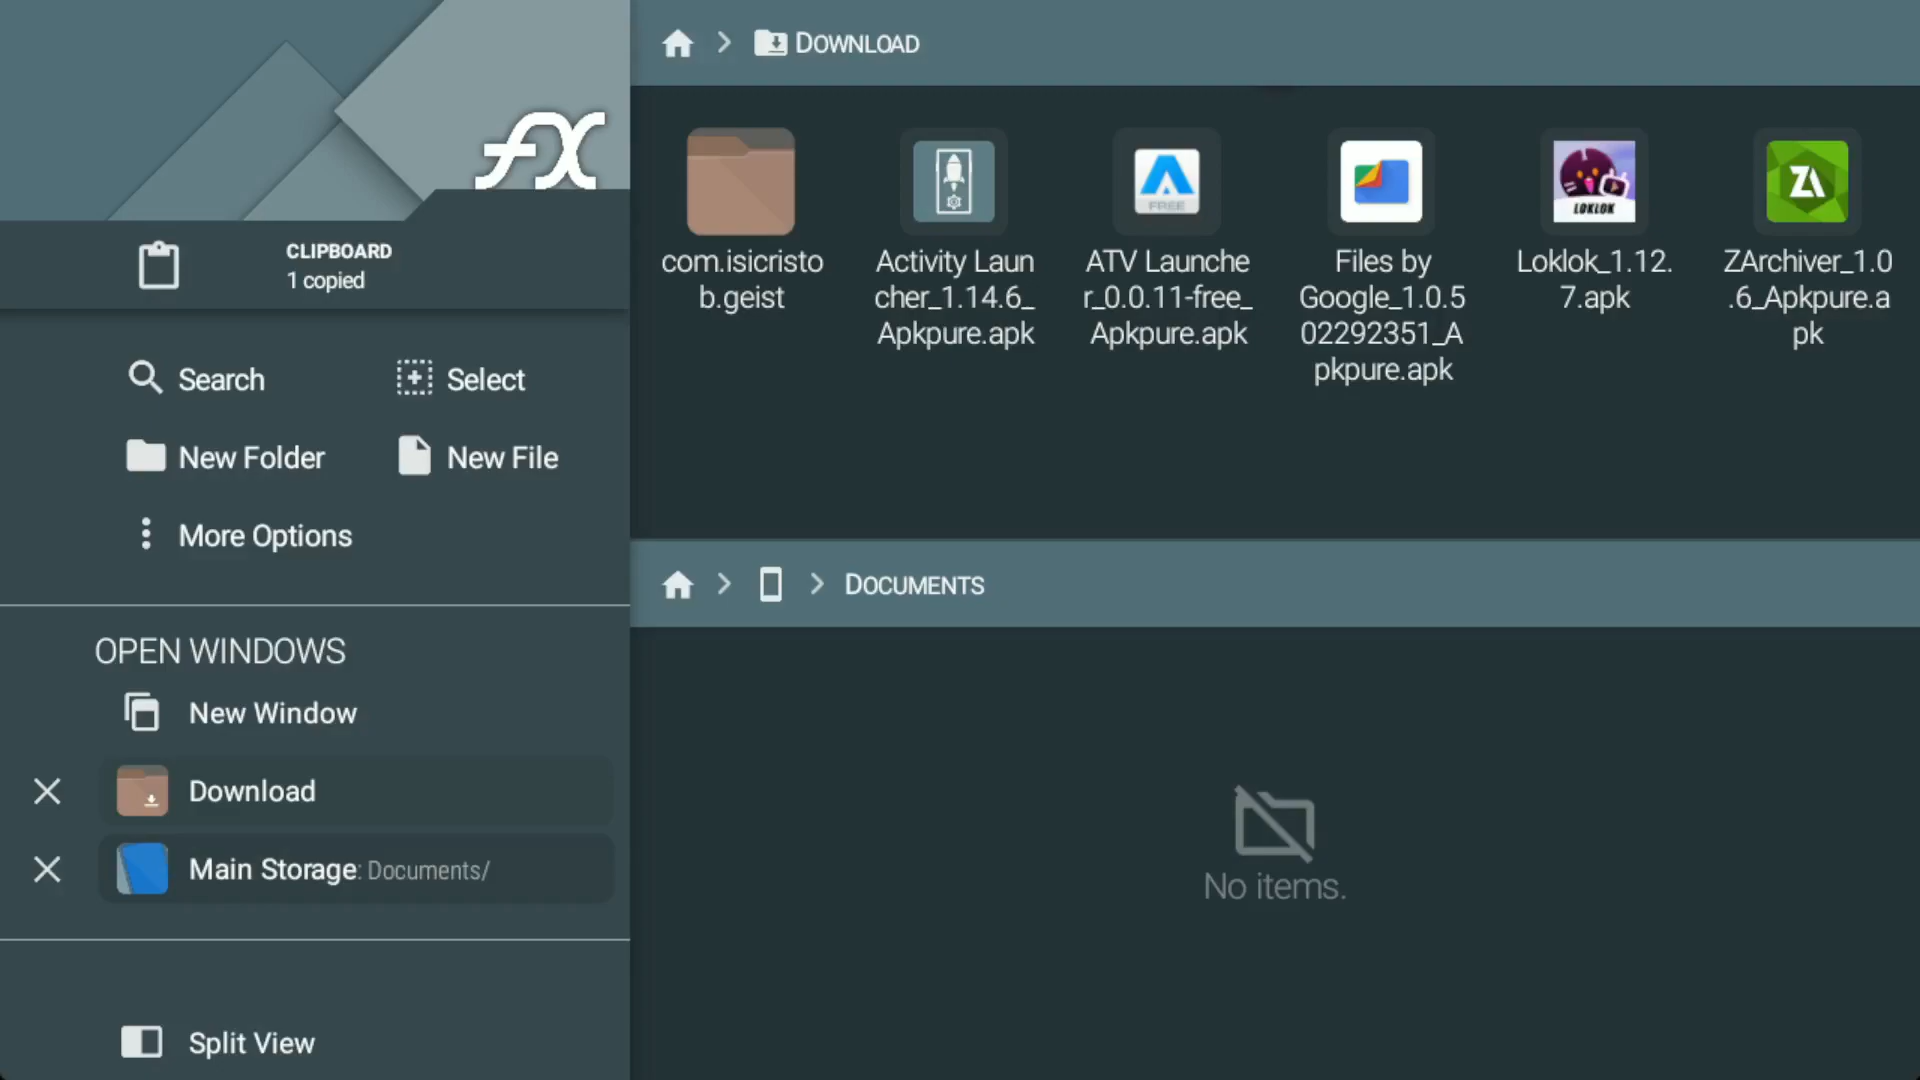 fX
CLIPBOARD
1 copied
Search
Select
New Folder
New File
More Options
OPEN WINDOWS
New Window
Download
Main Storage: Documents/
Split View
DOWNLOAD
com.isicristo
b.geist
Activity Laun
cher_1.14.6_
Apkpure.apk
ATV Launche
r_0.0.11-free_
Apkpure.apk
Files by
Google_1.0.5
02292351_A
pkpure.apk
Loklok_1.12.
7.apk
ZArchiver_1.0
.6_Apkpure.a
pk
FREE
LOKLOK
ZA
DOCUMENTS
No items.